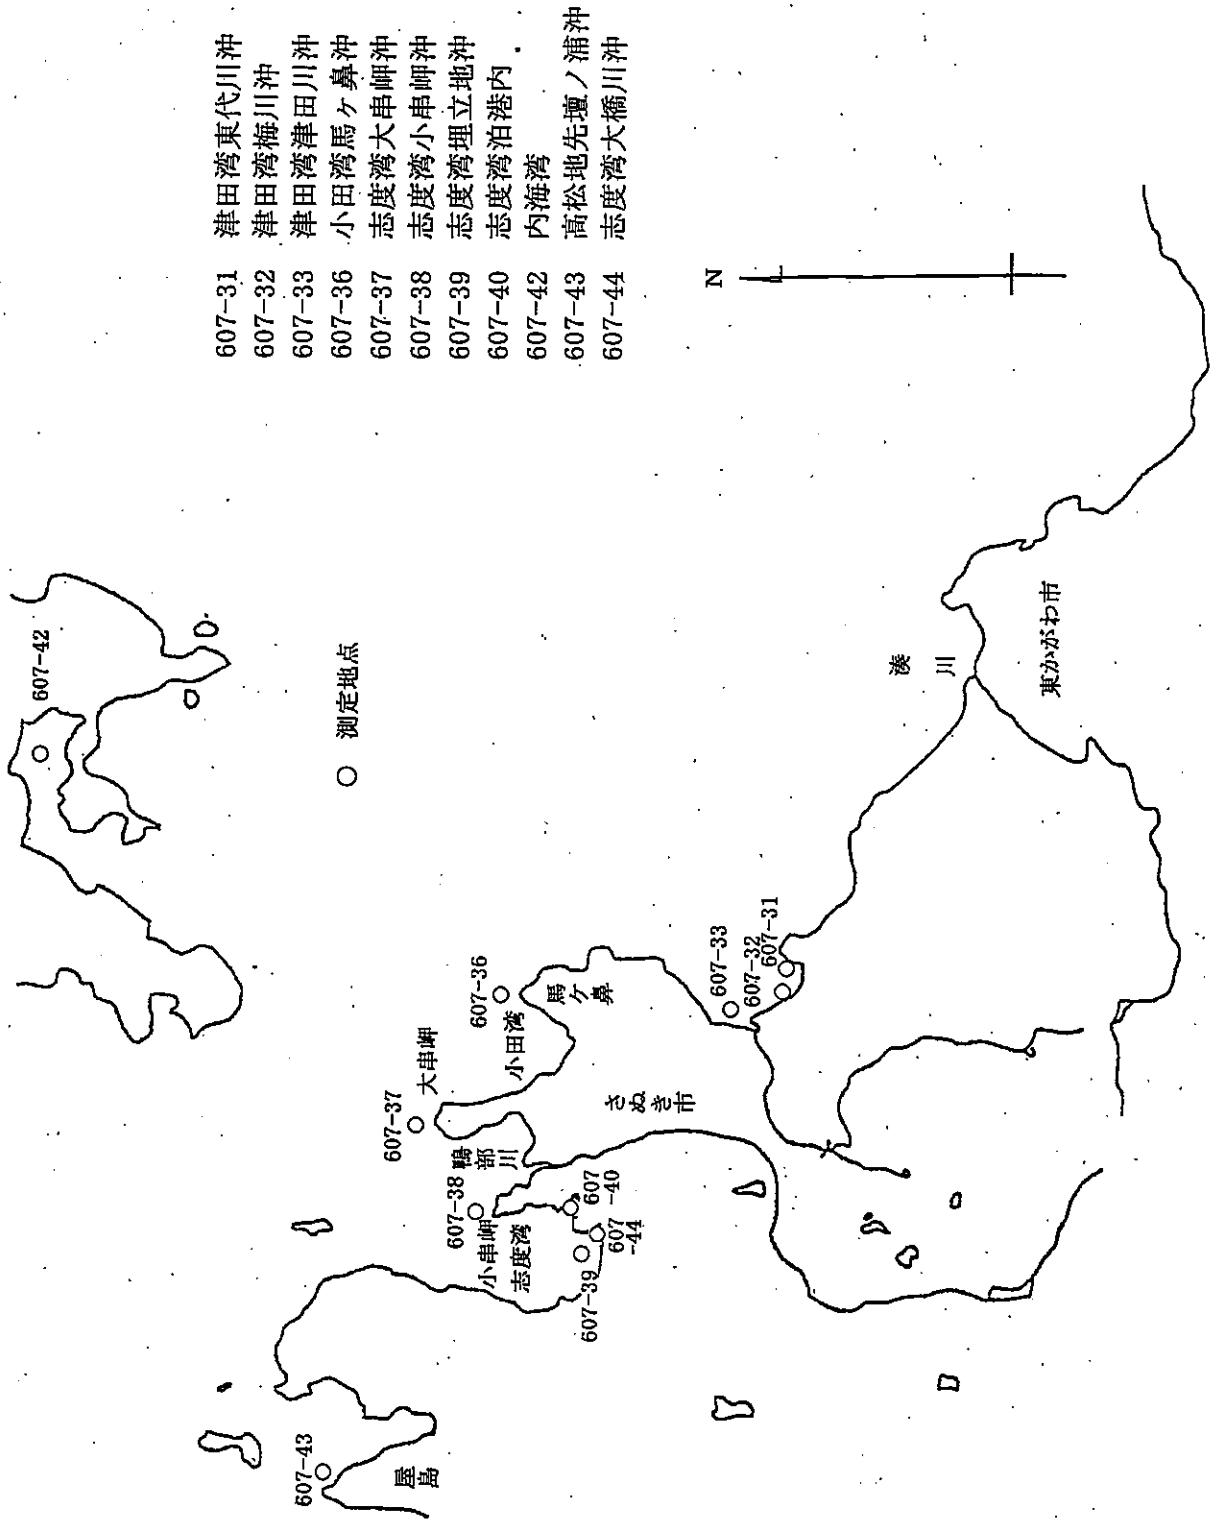 607-31 津田湾東代川沖
607-32 津田湾梅川沖
607-33 津田湾津田川沖
607-36 小田湾馬ヶ鼻沖
607-37 志度湾大串岬沖
607-38 志度湾小串岬沖
607-39 志度湾埋立地沖
607-40 志度湾泊港内
607-42 内海湾
607-43 高松地先壇ノ浦沖
607-44 志度湾大橋川沖
N
607-42
○ 測定地点
607-43
屋島
607-37
大串岬
607-38
鴨部川
小串岬
志度湾
607-39
607-40
607-44
607-36
小田湾
馬ヶ鼻
さぬき市
607-33
607-32
607-31
湊川
東かがわ市